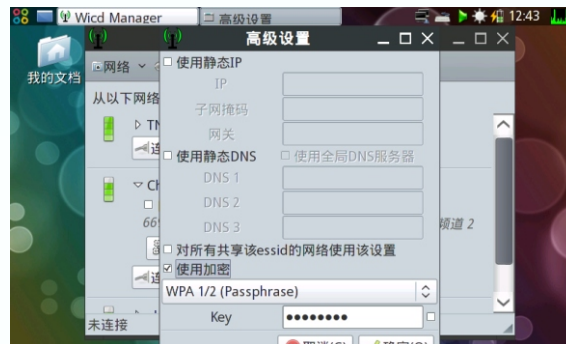 Wicd Manager
高级设置
12:43
高级设置
我的文档
网络
使用静态IP
IP
从以下网络
子网掩码
网关
使用静态DNS
使用全局DNS服务器
DNS 1
DNS 2
66
DNS 3
频道 2
对所有共享该essid的网络使用该设置
使用加密
WPA 1/2 (Passphrase)
Key
未连接